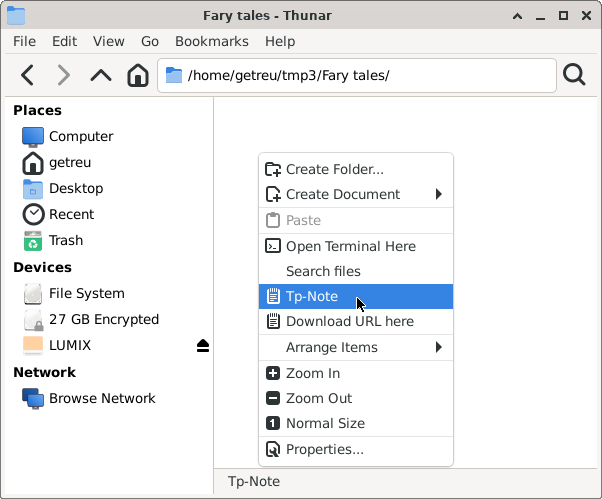 Fary tales - Thunar
File Edit View Go Bookmarks Help
/home/getreu/tmp3/Fary tales/
Places
Computer
getreu
Desktop
Recent
Trash
Devices
File System
27 GB Encrypted
LUMIX
Network
Browse Network
Create Folder...
Create Document
Paste
Open Terminal Here
Search files
Tp-Note
Download URL here
Arrange Items
Zoom In
Zoom Out
1 Normal Size
Properties...
Tp-Note